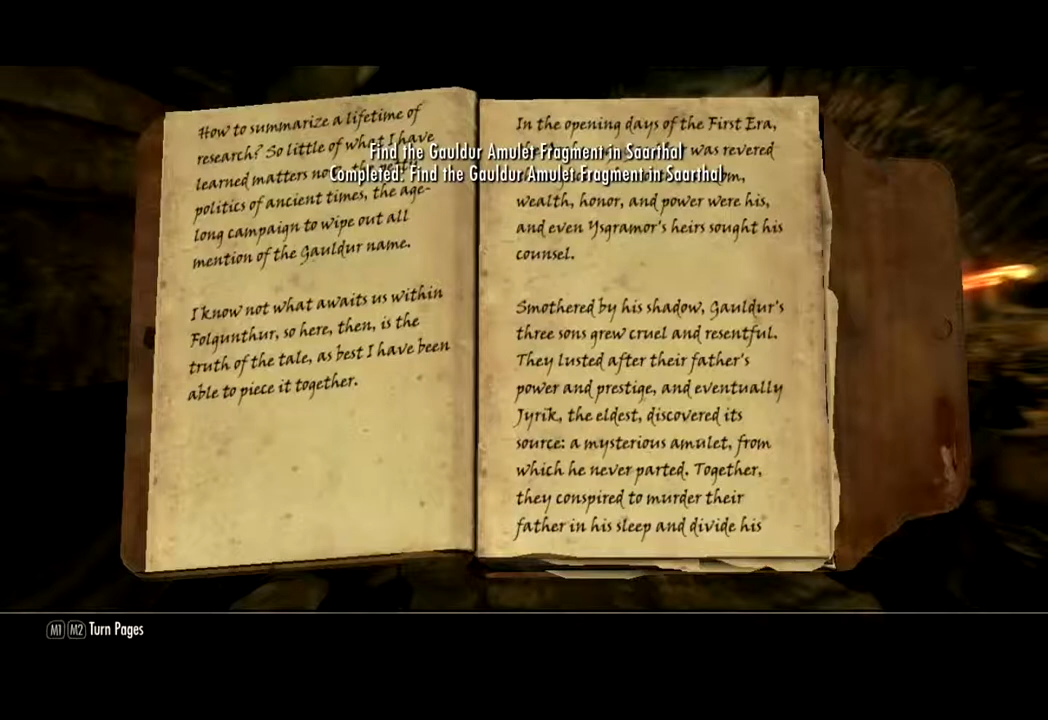 How to summarize a lifetime of
research? So little of what I have
learned matters
politics of ancient times, the age-
long campaign to wipe out all
mention of the Gauldur name.
I know not what awaits us within
Folgunthur, so here, then, is the
truth of the tale, as best I have been
able to piece it together.
In the opening days of the First Era,
was revered
wealth, honor, and power were his,
and even Ysgramor's heirs sought his
counsel.
Smothered by his shadow, Gauldur's
three sons grew cruel and resentful.
They lusted after their father's
power and prestige, and eventually
Jyrik, the eldest, discovered its
source: a mysterious amulet, from
which he never parted. Together,
they conspired to murder their
father in his sleep and divide his
Find the Gauldur Amulet Fragment in Saarthal
Completed: Find the Gauldur Amulet Fragment in Saarthal
M1 M2 Turn Pages